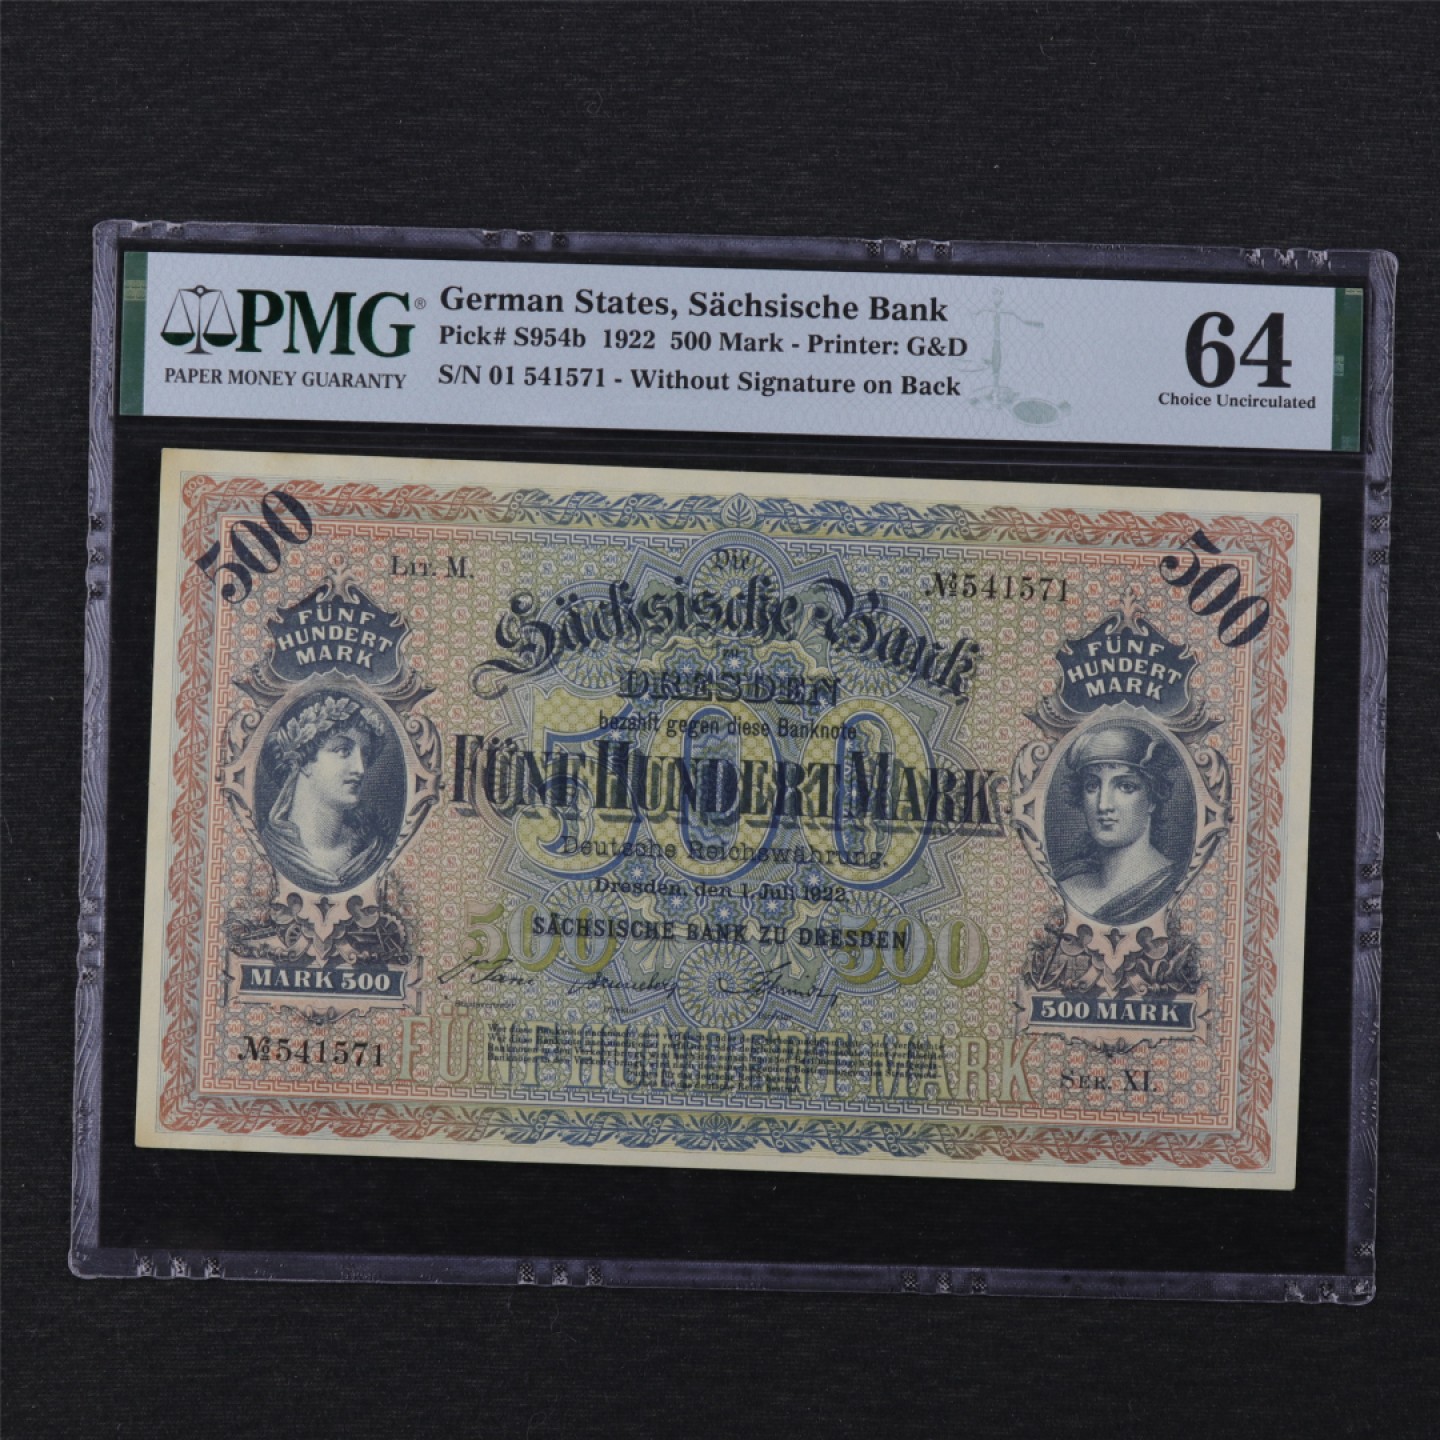 PMG®
PAPER MONEY GUARANTY
German States, Sächsische Bank
Pick# S954b 1922 500 Mark - Printer: G&D
S/N 01 541571 - Without Signature on Back
64
Choice Uncirculated
500
500
LIT. M.
№541571
FÜNF
HUNDERT
MARK
FÜNF
HUNDERT
MARK
Die
Sächsische Bank
zu
DRESDEN
bezahlt gegen diese Banknote
500
FÜNF HUNDERT MARK
Deutsche Reichswährung.
Dresden, den 1. Juli 1922.
500 500
SÄCHSISCHE BANK ZU DRESDEN
MARK 500
500 MARK
№541571
FÜNF HUNDERT MARK
SER. XI.